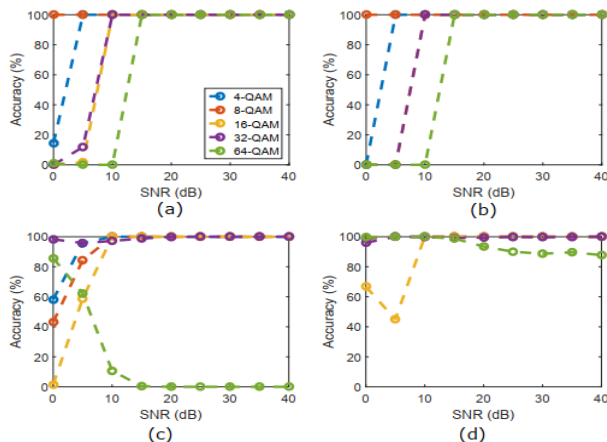 100
80
60
40
20
0
Accuracy (%)
4-QAM
8-QAM
16-QAM
32-QAM
64-QAM
0 10 20 30 40
SNR (dB)
(a)
100
80
60
40
20
0
Accuracy (%)
0 10 20 30 40
SNR (dB)
(b)
100
80
60
40
20
0
Accuracy (%)
0 10 20 30 40
SNR (dB)
(c)
100
80
60
40
20
0
Accuracy (%)
0 10 20 30 40
SNR (dB)
(d)